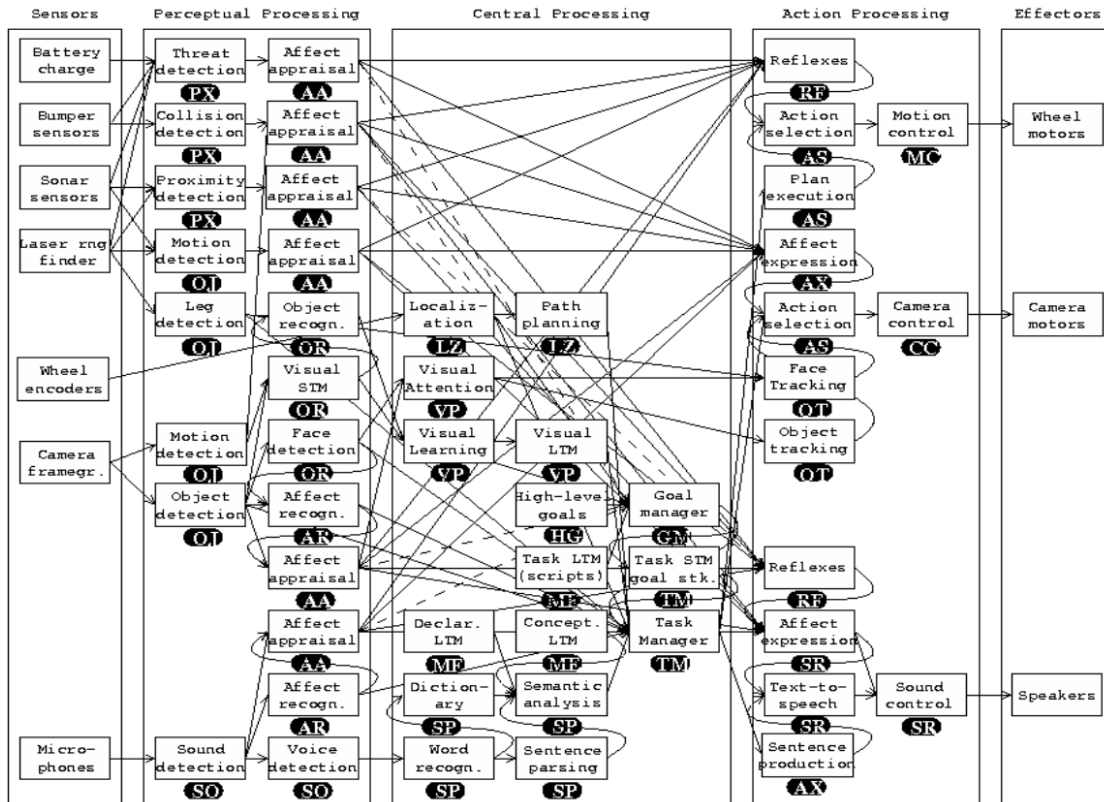 Sensors
Perceptual Processing
Central Processing
Action Processing
Effectors
Battery
charge
Bumper
sensors
Sonar
sensors
Laser rng
finder
Wheel
encoders
Camera
framegr.
Micro-
phones
Threat
detection
PX
Collision
detection
PX
Proximity
detection
PX
Motion
detection
OJ
Leg
detection
OJ
Motion
detection
OJ
Object
detection
OJ
Sound
detection
SO
Affect
appraisal
AA
Affect
appraisal
AA
Affect
appraisal
AA
Affect
appraisal
AA
Object
recogn.
OR
Visual
STM
OR
Face
detection
OR
Affect
recogn.
AR
Affect
appraisal
AA
Affect
appraisal
AA
Affect
recogn.
AR
Voice
detection
SO
Localiz-
ation
LZ
Visual
Attention
VP
Visual
Learning
VP
Declar.
LTM
ME
Diction-
ary
SP
Word
recogn.
SP
Path
planning
LZ
Visual
LTM
VP
High-level
goals
HG
Task LTM
(scripts)
ME
Concept.
LTM
ME
Semantic
analysis
SP
Sentence
parsing
SP
Goal
manager
GM
Task STM
goal stk.
TM
Task
Manager
TM
Reflexes
RF
Action
selection
AS
Plan
execution
AS
Affect
expression
AX
Action
selection
AS
Face
Tracking
OT
Object
tracking
OT
Reflexes
RF
Affect
expression
SR
Text-to-
speech
SR
Sentence
production
AX
Motion
control
MC
Camera
control
CC
Sound
control
SR
Wheel
motors
Camera
motors
Speakers